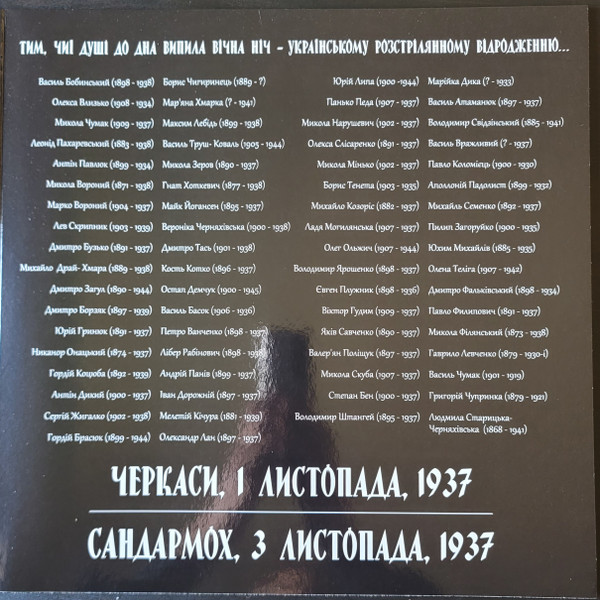 ТИМ, ЧИЇ ДУШІ ДО ДНА ВИПИЛА ВІЧНА НІЧ – УКРАЇНСЬКОМУ РОЗСТРІЛЯННОМУ ВІДРОДЖЕННЮ...
Василь Бобинський (1898 - 1938)
Олекса Влизько (1908 - 1934)
Микола Чумак (1909 - 1937)
Леонід Пахаревський (1883 - 1938)
Антін Павлюк (1899 - 1934)
Микола Вороний (1871 - 1938)
Марко Вороний (1904 - 1937)
Лев Скрипник (1903 - 1939)
Дмитро Бузько (1891 - 1937)
Михайло Драй- Хмара (1889 - 1938)
Дмитро Загул (1890 - 1944)
Дмитро Борзяк (1897 - 1939)
Юрій Гринюк (1891 - 1937)
Никанор Онацький (1874 - 1937)
Гордій Коцюба (1892 - 1939)
Антін Дикий (1900 - 1937)
Сергій Жигалко (1902 - 1938)
Гордій Брасюк (1899 - 1944)
Борис Чигиринець (1889 - ?)
Мар'яна Хмарка (? - 1941)
Максим Лебідь (1899 - 1938)
Василь Труш- Коваль (1905 - 1944)
Микола Зеров (1890 - 1937)
Гнат Хоткевич (1877 - 1938)
Майк Йогансен (1895 - 1937)
Вероніка Черняхівська (1900 - 1938)
Дмитро Тась (1901 - 1938)
Кость Котко (1896 - 1937)
Остап Демчук (1900 - 1945)
Василь Басок (1906 - 1936)
Петро Ванченко (1898 - 1937)
Лібер Рабінович (1898 - 1938)
Андрій Панів (1899 - 1937)
Іван Дорожній (1897 - 1937)
Мелетій Кічура (1881 - 1939)
Олександр Лан (1897 - 1937)
Юрій Липа (1900 -1944)
Панько Педа (1907 - 1937)
Микола Нарушевич (1902 - 1937)
Олекса Слісаренко (1891 - 1937)
Микола Мінько (1902 - 1937)
Борис Тенета (1903 - 1935)
Михайло Козоріс (1882 - 1937)
Ладя Могилянська (1907 - 1937)
Олег Ольжич (1907 - 1944)
Володимир Ярошенко (1898 - 1937)
Євген Плужник (1898 - 1936)
Віктор Гудим (1909 - 1937)
Яків Савченко (1890 - 1937)
Валер'ян Поліщук (1897 - 1937)
Микола Скуба (1907 - 1937)
Степан Бен (1900 - 1937)
Володимир Штангей (1895 - 1937)
Марійка Дика (? - 1933)
Василь Атаманюк (1897 - 1937)
Володимир Свідзінський (1885 - 1941)
Василь Вражливий (? - 1937)
Павло Коломієць (1900 - 1930)
Аполлоній Падолист (1899 - 1932)
Михайль Семенко (1892 - 1937)
Пилип Загоруйко (1900 - 1935)
Юхим Михайлів (1885 - 1935)
Олена Теліга (1907 - 1942)
Дмитро Фальківський (1898 - 1934)
Павло Филипович (1891 - 1937)
Микола Філянський (1873 - 1938)
Гаврило Левченко (1879 - 1930-і)
Василь Чумак (1901 - 1919)
Григорій Чупринка (1879 - 1921)
Людмила Старицька-
Черняхівська (1868 - 1941)
ЧЕРКАСИ, 1 ЛИСТОПАДА, 1937
САНДАРМОХ, 3 ЛИСТОПАДА, 1937